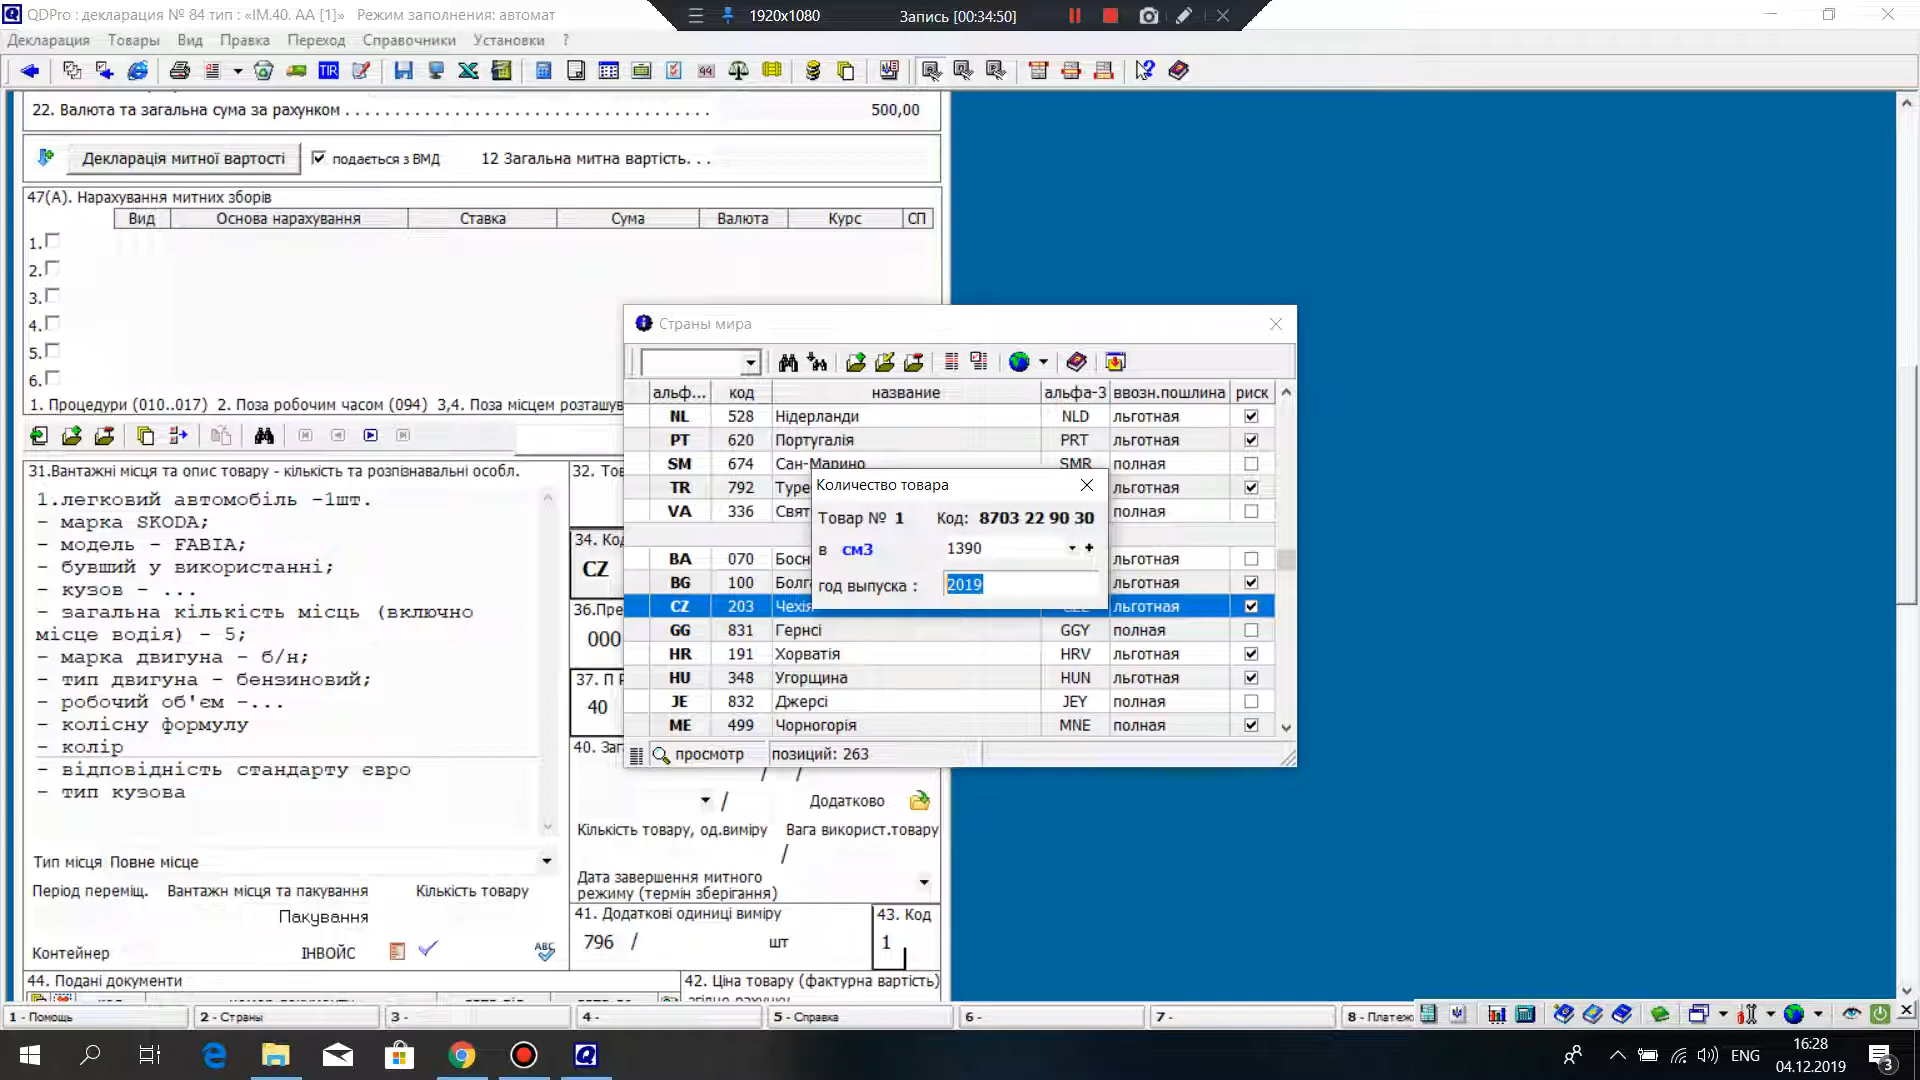 QDPro : декларация № 84 тип : «ІМ.40. АА [1]» Режим заполнения: автомат
1920x1080
Запись [00:34:50]
Декларация Товары Вид Правка Переход Справочники Установки ?
22. Валюта та загальна сума за рахунком . . . . . . . . . . . . . . . . . . . . . . . . . . . . . . . . . . . . . . 500,00
Декларація митної вартості
подається з ВМД
12 Загальна митна вартість. . .
47(А). Нарахування митних зборів
Вид Основа нарахування Ставка Сума Валюта Курс СП
1.
2.
3.
4.
5.
6.
1. Процедури (010..017) 2. Поза робочим часом (094) 3,4. Поза місцем розташув
31.Вантажні місця та опис товару - кількість та розпізнавальні особл.
1.легковий автомобіль -1шт.
- марка SKODA;
- модель - FABIA;
- бувший у використанні;
- кузов - ...
- загальна кількість місць (включно
місце водія) - 5;
- марка двигуна - б/н;
- тип двигуна - бензиновий;
- робочий об'єм -...
- колісну формулу
- колір
- відповідність стандарту євро
- тип кузова
Тип місця Повне місце
Період переміщ. Вантажн місця та пакування Кількість товару
Пакування
Контейнер ІНВОЙС
ABC
44. Подані документи
32. Тов
34. Код
CZ
36.Пре
000
37. П Р
40
40. Заг
/ /
/ Додатково
Кількість товару, од.виміру Вага використ.товару
/
Дата завершення митного
режиму (термін зберігання)
41. Додаткові одиниці виміру
796 / шт
43. Код
1
42. Ціна товару (фактурна вартість)
Страны мира
альф... код название альфа-3 ввозн.пошлина риск
NL 528 Нідерланди NLD льготная
PT 620 Португалія PRT льготная
SM 674 Сан-Марино SMR полная
TR 792 Туре льготная
VA 336 Свят полная
BA 070 Босн льготная
BG 100 Болга льготная
CZ 203 Чехія льготная
GG 831 Гернсі GGY полная
HR 191 Хорватія HRV льготная
HU 348 Угорщина HUN льготная
JE 832 Джерсі JEY полная
ME 499 Чорногорія MNE полная
просмотр позиций: 263
Количество товара
Товар № 1 Код: 8703 22 90 30
в см3 1390
год выпуска : 2019
1 - Помощь 2 - Страны 3 - 4 - 5 - Справка 6 - 7 - 8 - Платеж
ENG
16:28
04.12.2019
3